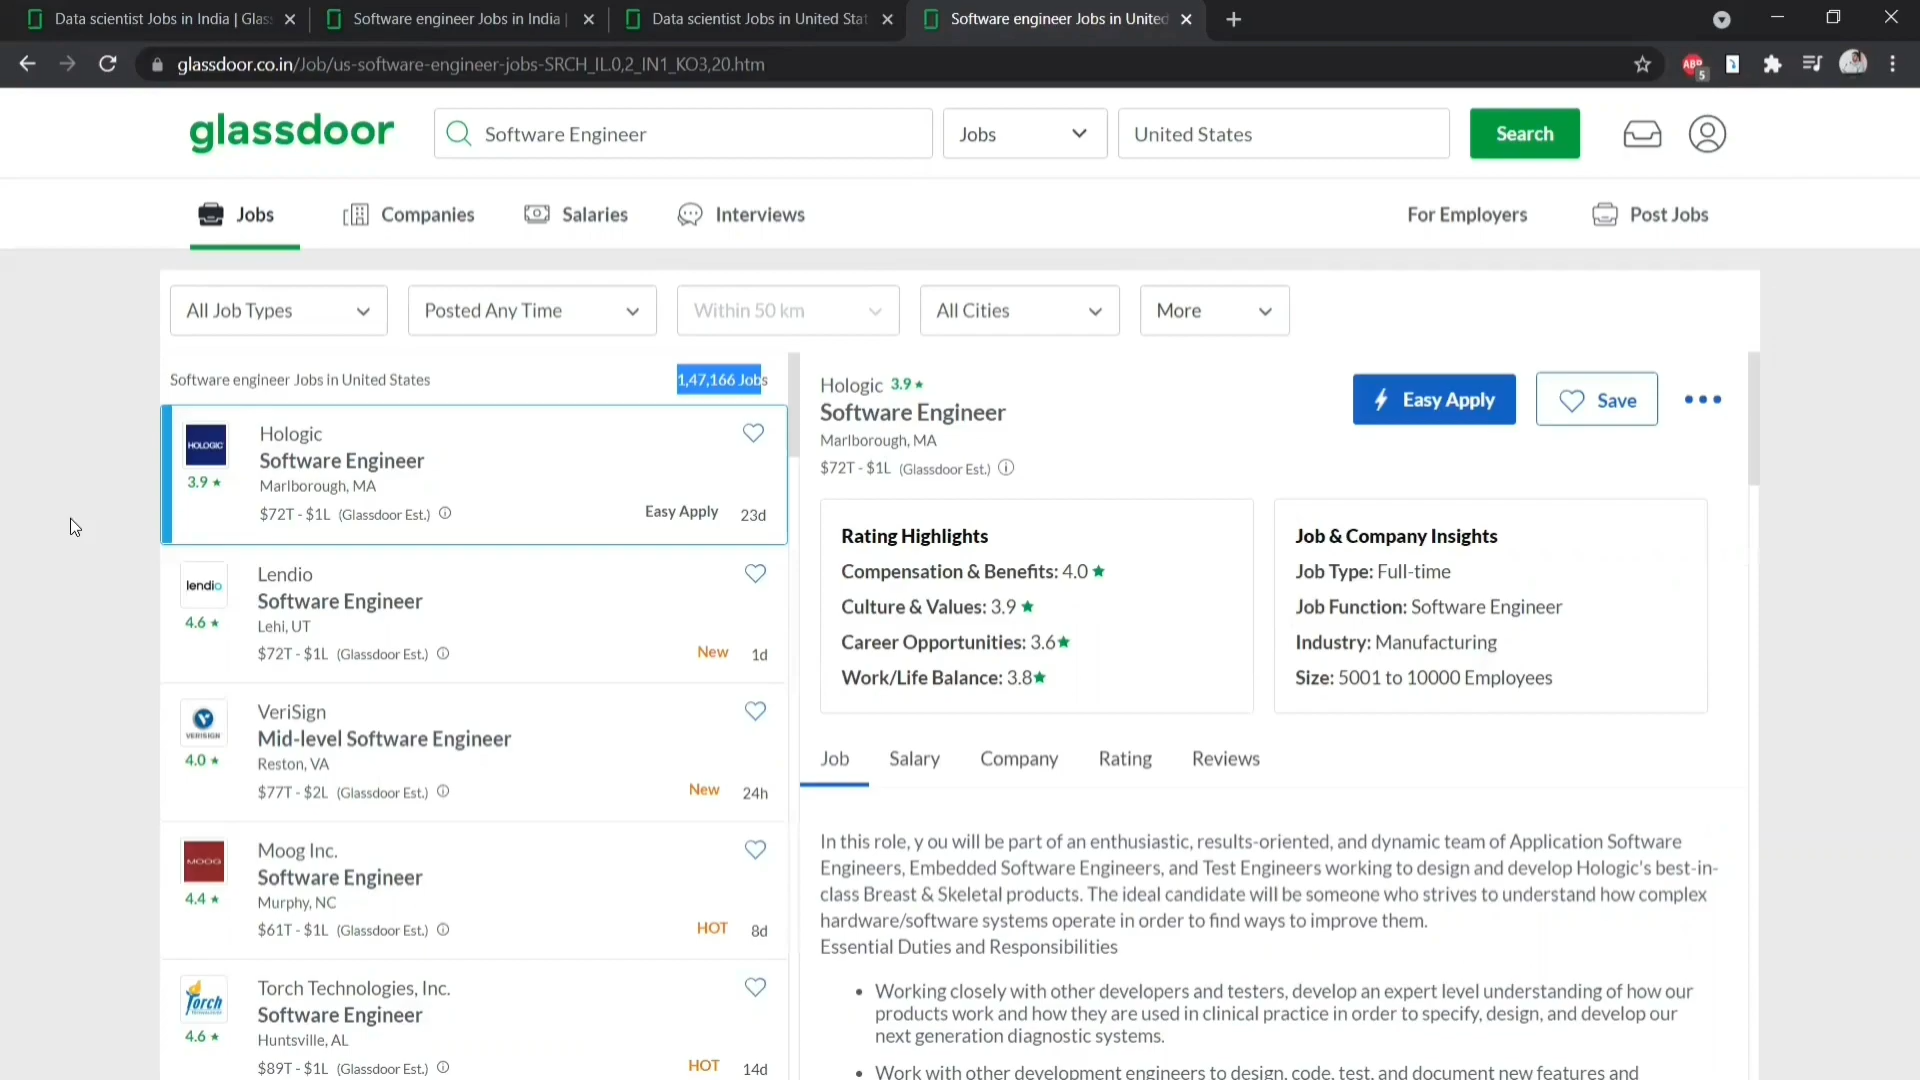 Data scientist Jobs in India | Glas
Software engineer Jobs in India |
Data scientist Jobs in United Stat
Software engineer Jobs in United
glassdoor.co.in/Job/us-software-engineer-jobs-SRCH_IL.0,2_IN1_KO3,20.htm
ABP
5
glassdoor
Software Engineer
Jobs
United States
Search
Jobs
Companies
Salaries
Interviews
For Employers
Post Jobs
All Job Types
Posted Any Time
Within 50 km
All Cities
More
Software engineer Jobs in United States
1,47,166 Jobs
HOLOGIC
3.9 ★
Hologic
Software Engineer
Marlborough, MA
$72T - $1L (Glassdoor Est.)
Easy Apply
23d
lendio
4.6 ★
Lendio
Software Engineer
Lehi, UT
$72T - $1L (Glassdoor Est.)
New
1d
VERISIGN
4.0 ★
VeriSign
Mid-level Software Engineer
Reston, VA
$77T - $2L (Glassdoor Est.)
New
24h
MOOG
4.4 ★
Moog Inc.
Software Engineer
Murphy, NC
$61T - $1L (Glassdoor Est.)
HOT
8d
Torch
4.6 ★
Torch Technologies, Inc.
Software Engineer
Huntsville, AL
$89T - $1L (Glassdoor Est.)
HOT
14d
Hologic 3.9 ★
Software Engineer
Marlborough, MA
$72T - $1L (Glassdoor Est.)
Easy Apply
Save
Rating Highlights
Compensation & Benefits: 4.0 ★
Culture & Values: 3.9 ★
Career Opportunities: 3.6★
Work/Life Balance: 3.8★
Job & Company Insights
Job Type: Full-time
Job Function: Software Engineer
Industry: Manufacturing
Size: 5001 to 10000 Employees
Job
Salary
Company
Rating
Reviews
In this role, y ou will be part of an enthusiastic, results-oriented, and dynamic team of Application Software
Engineers, Embedded Software Engineers, and Test Engineers working to design and develop Hologic's best-in-
class Breast & Skeletal products. The ideal candidate will be someone who strives to understand how complex
hardware/software systems operate in order to find ways to improve them.
Essential Duties and Responsibilities
• Working closely with other developers and testers, develop an expert level understanding of how our
products work and how they are used in clinical practice in order to specify, design, and develop our
next generation diagnostic systems.
• Work with other development engineers to design, code, test, and document new features and